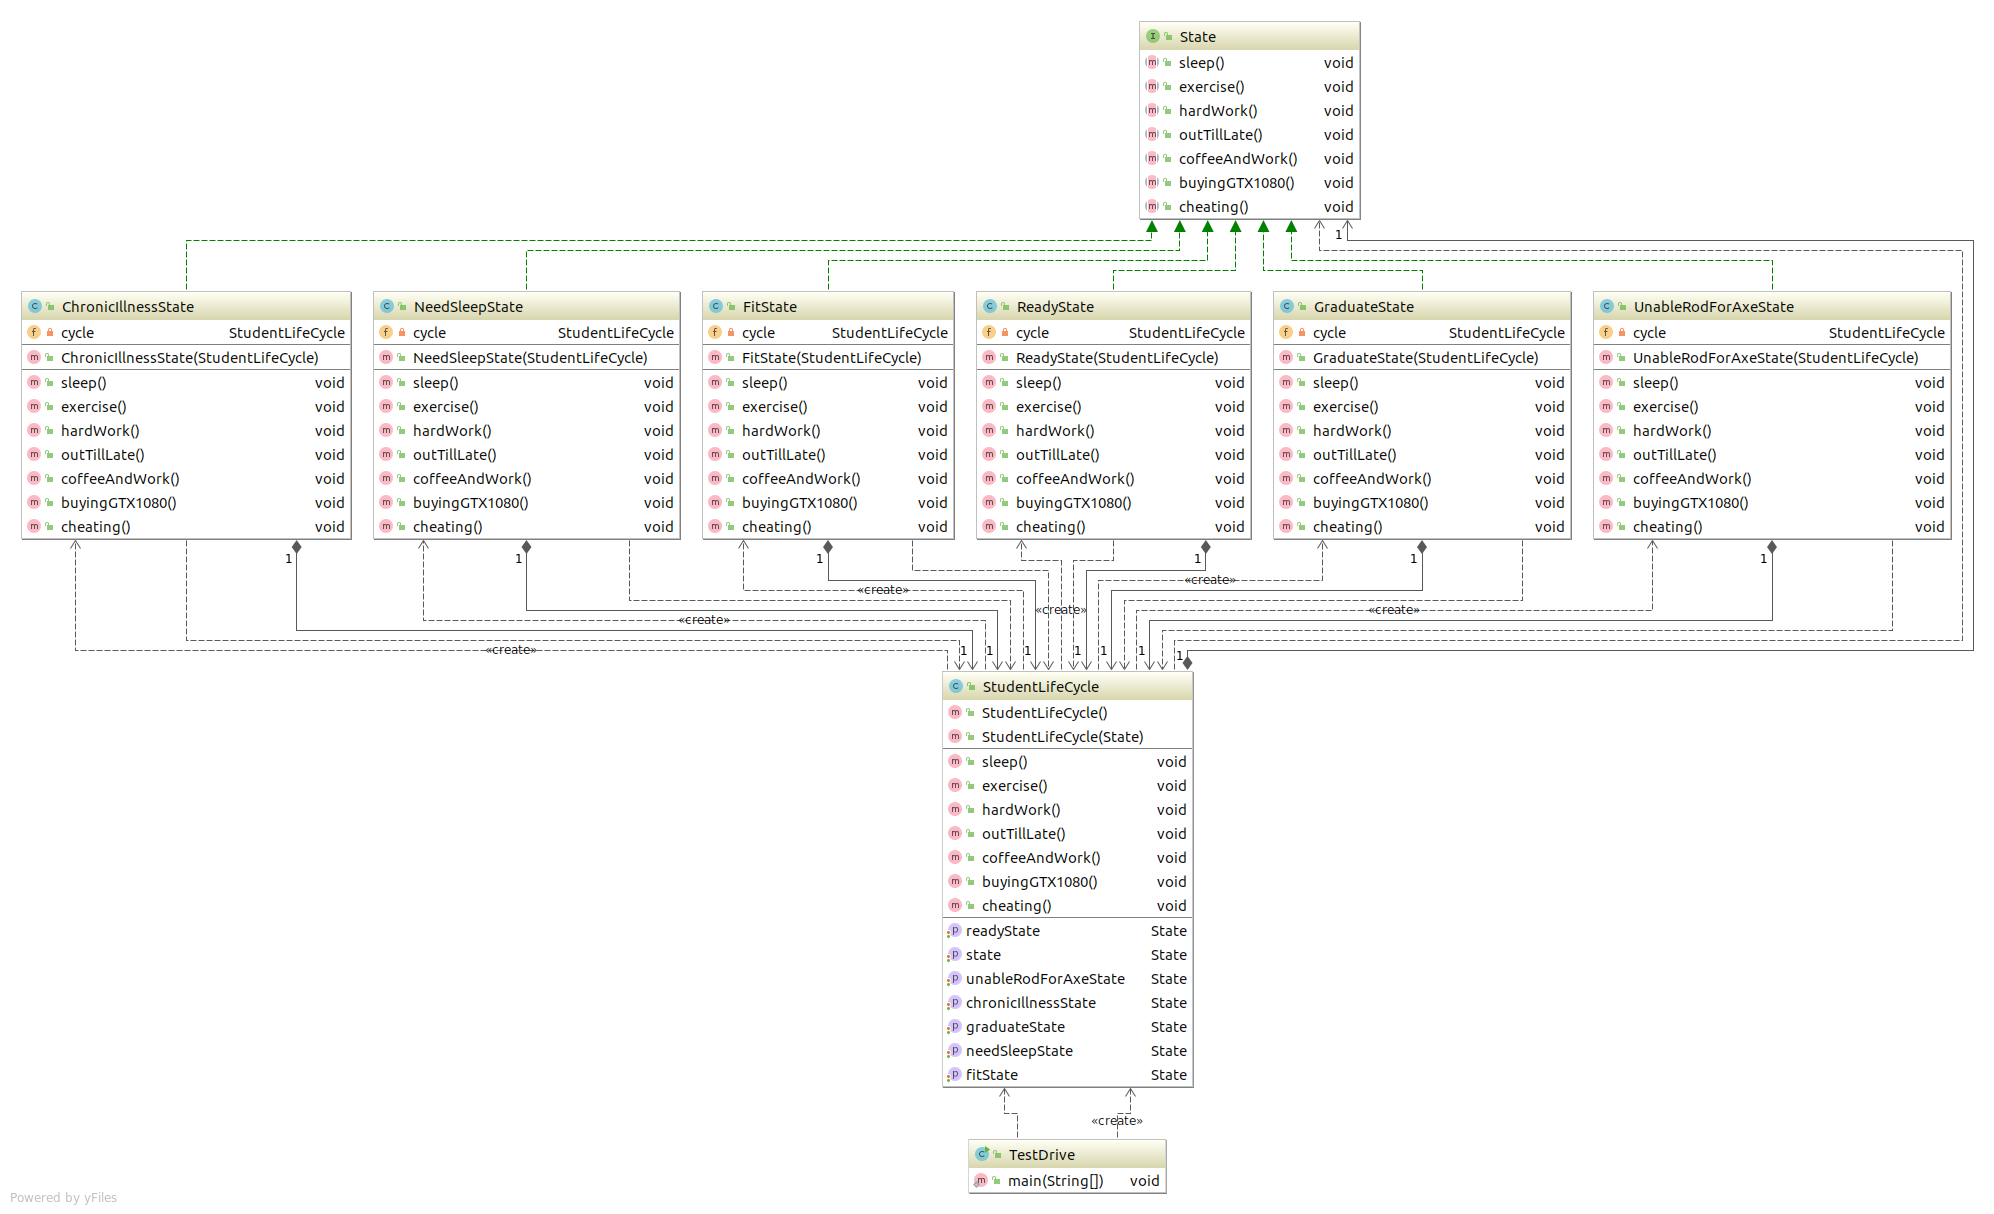 State
sleep() void
exercise() void
hardWork() void
outTillLate() void
coffeeAndWork() void
buyingGTX1080() void
cheating() void
1
ChronicIllnessState
cycle StudentLifeCycle
ChronicIllnessState(StudentLifeCycle)
sleep() void
exercise() void
hardWork() void
outTillLate() void
coffeeAndWork() void
buyingGTX1080() void
cheating() void
NeedSleepState
cycle StudentLifeCycle
NeedSleepState(StudentLifeCycle)
sleep() void
exercise() void
hardWork() void
outTillLate() void
coffeeAndWork() void
buyingGTX1080() void
cheating() void
FitState
cycle StudentLifeCycle
FitState(StudentLifeCycle)
sleep() void
exercise() void
hardWork() void
outTillLate() void
coffeeAndWork() void
buyingGTX1080() void
cheating() void
ReadyState
cycle StudentLifeCycle
ReadyState(StudentLifeCycle)
sleep() void
exercise() void
hardWork() void
outTillLate() void
coffeeAndWork() void
buyingGTX1080() void
cheating() void
GraduateState
cycle StudentLifeCycle
GraduateState(StudentLifeCycle)
sleep() void
exercise() void
hardWork() void
outTillLate() void
coffeeAndWork() void
buyingGTX1080() void
cheating() void
UnableRodForAxeState
cycle StudentLifeCycle
UnableRodForAxeState(StudentLifeCycle)
sleep() void
exercise() void
hardWork() void
outTillLate() void
coffeeAndWork() void
buyingGTX1080() void
cheating() void
1 1 1 1 1 1
«create»
«create»
«create» «create»
«create»
«create»
1 1 1 1 1 1 1
StudentLifeCycle
StudentLifeCycle()
StudentLifeCycle(State)
sleep() void
exercise() void
hardWork() void
outTillLate() void
coffeeAndWork() void
buyingGTX1080() void
cheating() void
readyState State
state State
unableRodForAxeState State
chronicIllnessState State
graduateState State
needSleepState State
fitState State
«create»
TestDrive
main(String[]) void
Powered by yFiles